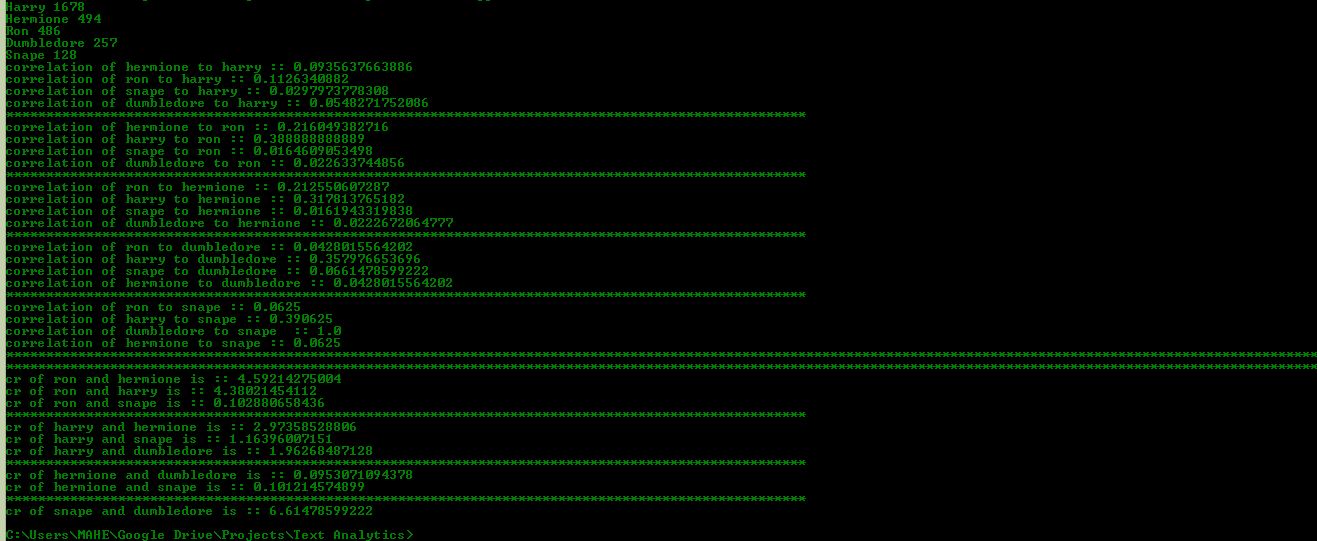 Harry 1678
Hermione 494
Ron 486
Dumbledore 257
Snape 128
correlation of hermione to harry :: 0.0935637663886
correlation of ron to harry :: 0.1126340882
correlation of snape to harry :: 0.0297973778308
correlation of dumbledore to harry :: 0.0548271752086
****************************************************************************************************
correlation of hermione to ron :: 0.216049382716
correlation of harry to ron :: 0.388888888889
correlation of snape to ron :: 0.0164609053498
correlation of dumbledore to ron :: 0.022633744856
****************************************************************************************************
correlation of ron to hermione :: 0.212550607287
correlation of harry to hermione :: 0.317813765182
correlation of snape to hermione :: 0.0161943319838
correlation of dumbledore to hermione :: 0.0222672064777
****************************************************************************************************
correlation of ron to dumbledore :: 0.0428015564202
correlation of harry to dumbledore :: 0.357976653696
correlation of snape to dumbledore :: 0.0661478599222
correlation of hermione to dumbledore :: 0.0428015564202
****************************************************************************************************
correlation of ron to snape :: 0.0625
correlation of harry to snape :: 0.390625
correlation of dumbledore to snape  :: 1.0
correlation of hermione to snape :: 0.0625
********************************************************************************************************************************************************************
********************************************************************************************************************************************************************
cr of ron and hermione is :: 4.59214275004
cr of ron and harry is :: 4.38021454112
cr of ron and snape is :: 0.102880658436
****************************************************************************************************
cr of harry and hermione is :: 2.97358528806
cr of harry and snape is :: 1.16396007151
cr of harry and dumbledore is :: 1.96268487128
****************************************************************************************************
cr of hermione and dumbledore is :: 0.0953071094378
cr of hermione and snape is :: 0.101214574899
****************************************************************************************************
cr of snape and dumbledore is :: 6.61478599222
C:\Users\MAHE\Google Drive\Projects\Text Analytics>